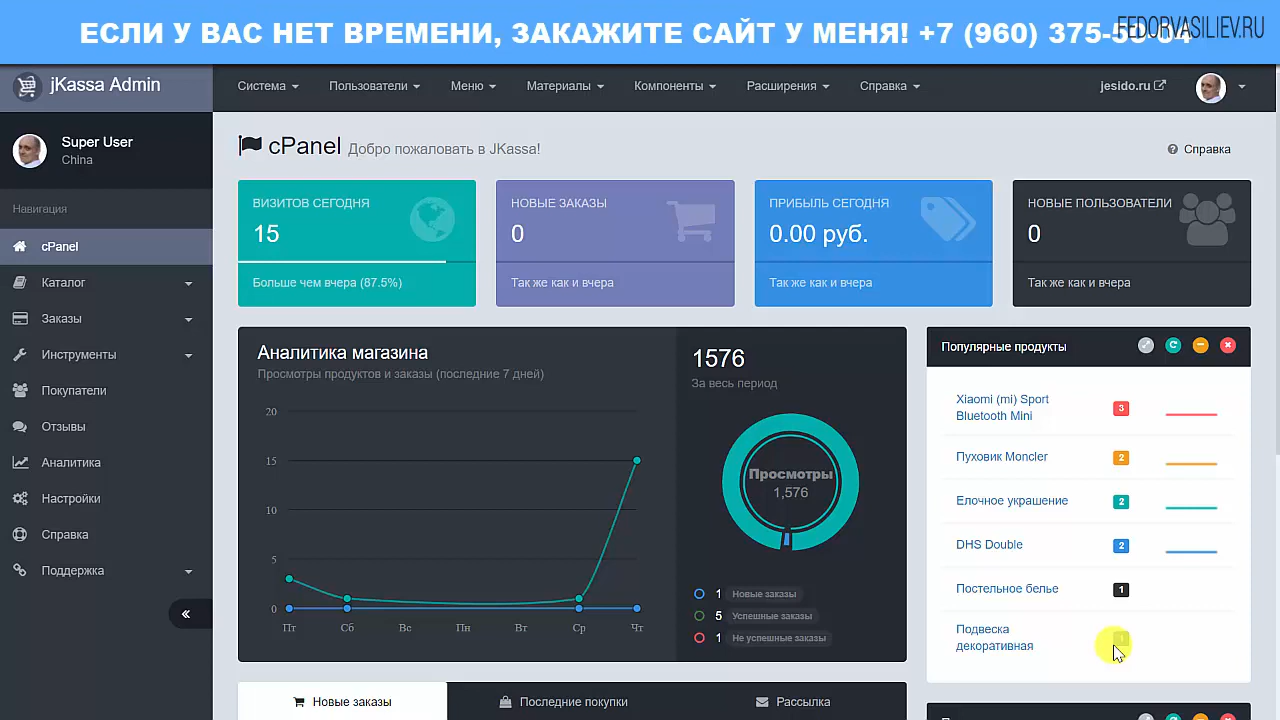 ЕСЛИ У ВАС НЕТ ВРЕМЕНИ, ЗАКАЖИТЕ САЙТ У МЕНЯ! +7 (960) 375-
FEDORVASILIEV.RU
jKassa Admin
Система
Пользователи
Меню
Материалы
Компоненты
Расширения
Справка
jesido.ru
Super User
China
Навигация
cPanel
Каталог
Заказы
Инструменты
Покупатели
Отзывы
Аналитика
Настройки
Справка
Поддержка
cPanel Добро пожаловать в JKassa!
Справка
ВИЗИТОВ СЕГОДНЯ
15
Больше чем вчера (87.5%)
НОВЫЕ ЗАКАЗЫ
0
Так же как и вчера
ПРИБЫЛЬ СЕГОДНЯ
0.00 руб.
Так же как и вчера
НОВЫЕ ПОЛЬЗОВАТЕЛИ
0
Так же как и вчера
Аналитика магазина
Просмотры продуктов и заказы (последние 7 дней)
20
15
10
5
0
Пт Сб Вс Пн Вт Ср Чт
1576
За весь период
Просмотры
1,576
1 Новые заказы
5 Успешные заказы
1 Не успешные заказы
Популярные продукты
Xiaomi (mi) Sport
Bluetooth Mini
3
Пуховик Moncler 2
Елочное украшение 2
DHS Double 2
Постельное белье 1
Подвеска
декоративная
1
Новые заказы
Последние покупки
Рассылка